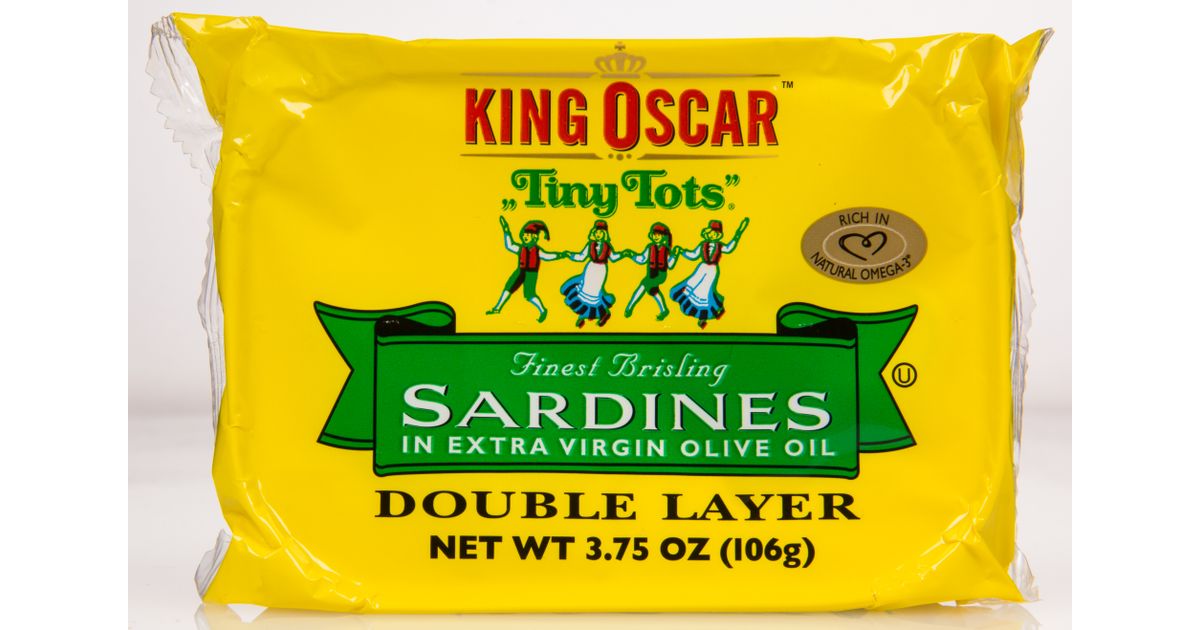 KING OSCAR™
„Tiny Tots”®
RICH IN
NATURAL OMEGA-3*
Finest Brisling
SARDINES
IN EXTRA VIRGIN OLIVE OIL
U
DOUBLE LAYER
NET WT 3.75 OZ (106g)